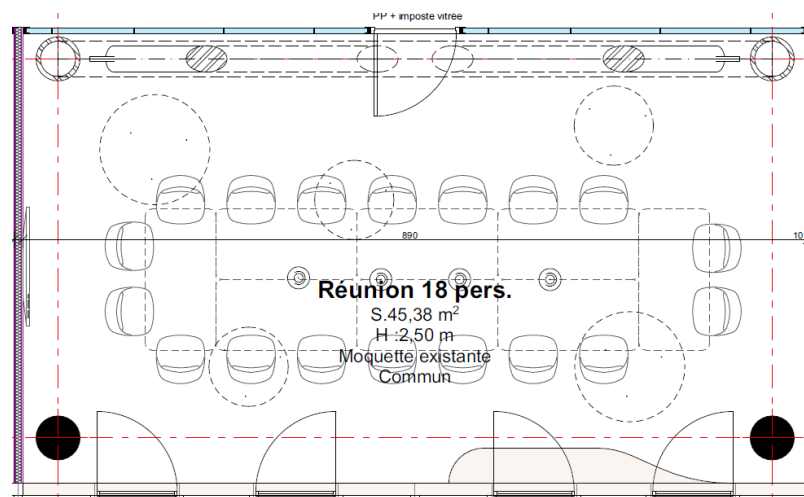 PP + imposte vitrée
890
10
Réunion 18 pers.
S.45,38 m²
H :2,50 m
Moquette existante
Commun